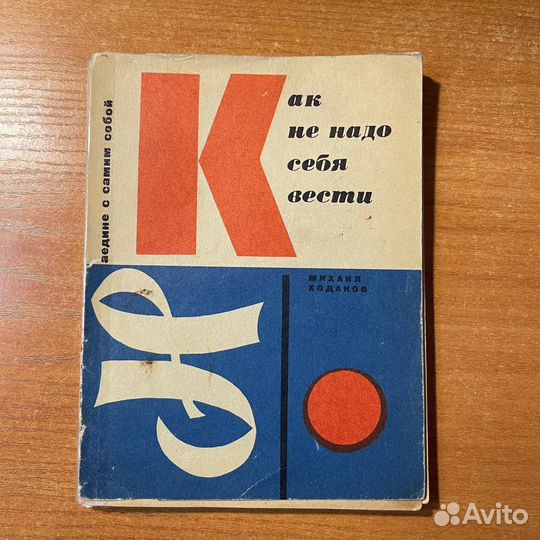 Как
не надо
себя
вести
Наедине с самим собой
МИХАИЛ
ХОДАКОВ
Avito